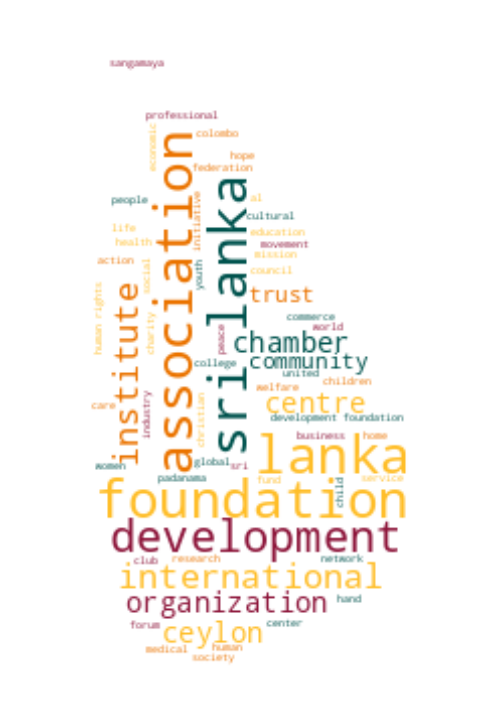 sangamaya
professional
economic
colombo
association
hope
federation
sri lanka
people
initiative
al
cultural
life
education
health
movement
mission
action
social
youth
council
human rights
institute
trust
charity
commerce
world
peace
chamber
college
community
united
children
welfare
care
industry
christian
centre
development foundation
business
home
lanka
women
global
sri
padanama
fund
child
service
foundation
development
club
research
network
international
organization
hand
forum
ceylon
center
medical
human
society